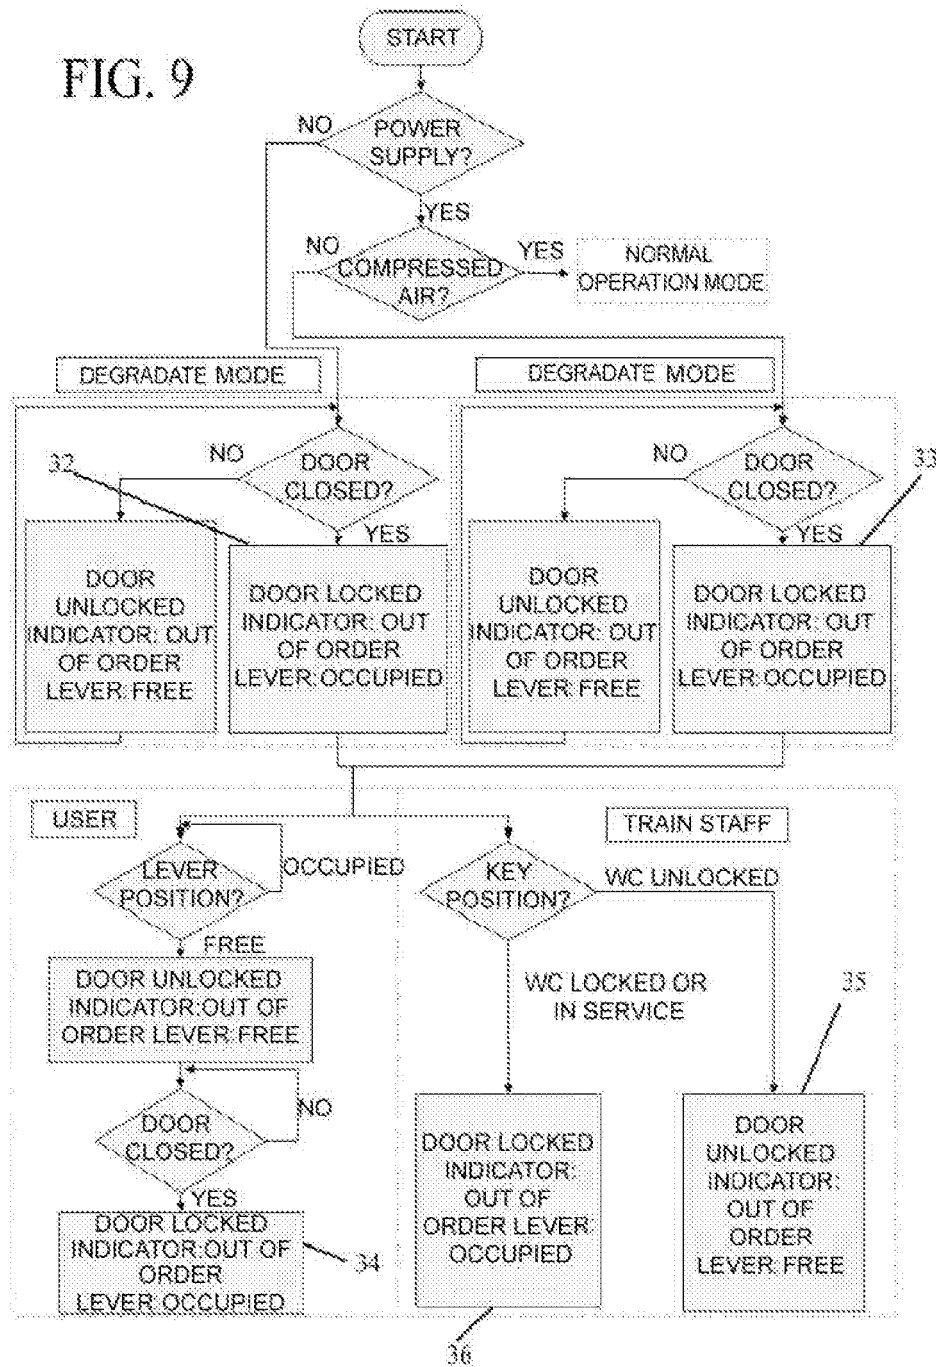 START
FIG. 9
NO
POWER
SUPPLY?
YES
NO
COMPRESSED
AIR?
YES
NORMAL
OPERATION MODE
DEGRADATE MODE
DEGRADATE MODE
32
NO
DOOR
CLOSED?
YES
NO
DOOR
CLOSED?
YES
33
DOOR
UNLOCKED
INDICATOR: OUT
OF ORDER
LEVER: FREE
DOOR LOCKED
INDICATOR: OUT
OF ORDER
LEVER: OCCUPIED
DOOR
UNLOCKED
INDICATOR: OUT
OF ORDER
LEVER: FREE
DOOR LOCKED
INDICATOR: OUT
OF ORDER
LEVER: OCCUPIED
USER
TRAIN STAFF
LEVER
POSITION?
OCCUPIED
KEY
POSITION?
WC UNLOCKED
FREE
DOOR UNLOCKED
INDICATOR:OUT OF
ORDER LEVER: FREE
WC LOCKED OR
IN SERVICE
35
DOOR
CLOSED?
NO
YES
DOOR LOCKED
INDICATOR:OUT OF
ORDER
LEVER: OCCUPIED
34
DOOR LOCKED
INDICATOR:
OUT OF
ORDER LEVER:
OCCUPIED
36
DOOR
UNLOCKED
INDICATOR:
OUT OF
ORDER
LEVER: FREE